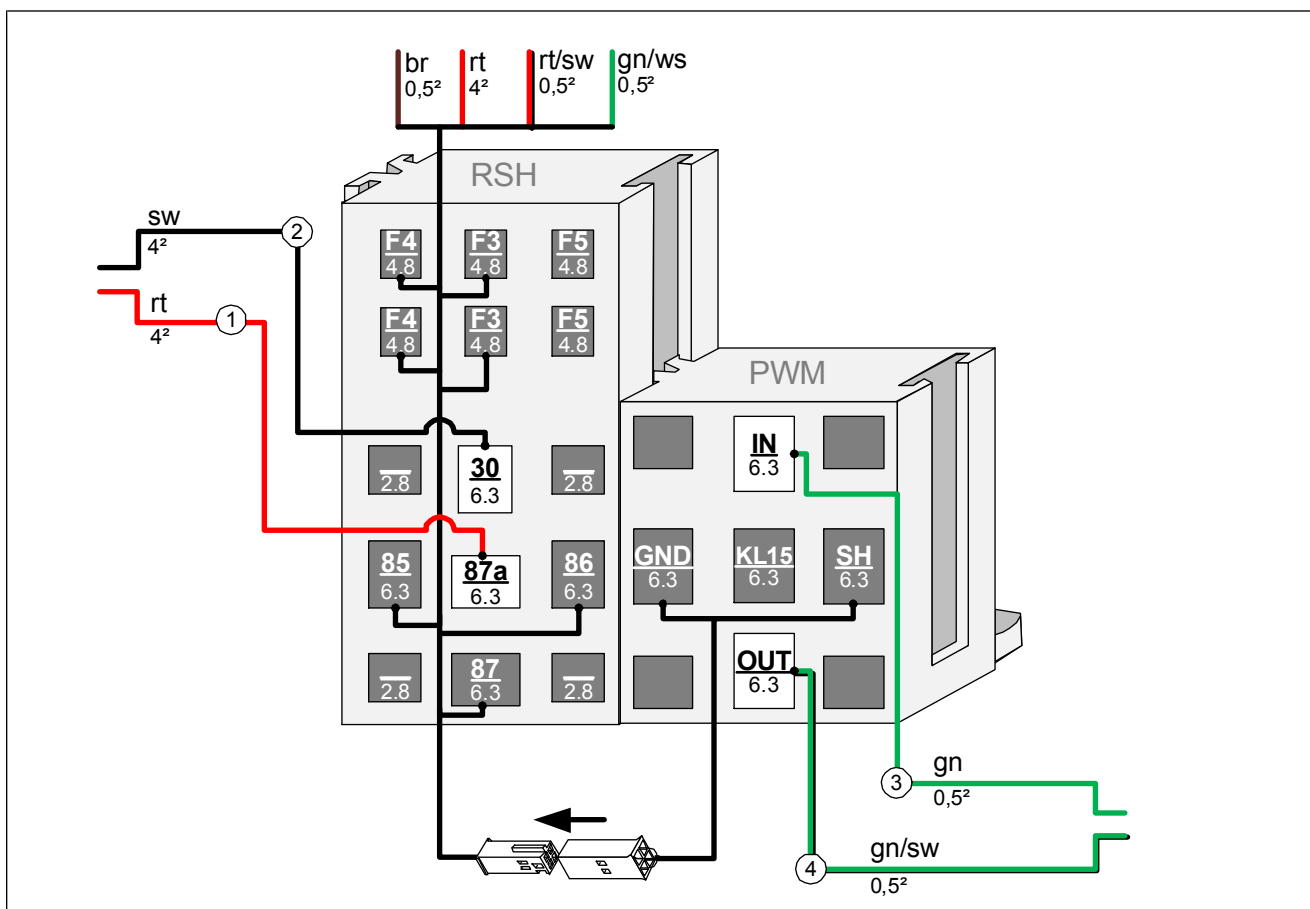 br
0,5²
rt
4²
rt/sw
0,5²
gn/ws
0,5²
RSH
sw
4²
2
F4
4.8
F3
4.8
F5
4.8
rt
4²
1
F4
4.8
F3
4.8
F5
4.8
PWM
30
6.3
2.8
2.8
IN
6.3
85
6.3
87a
6.3
86
6.3
GND
6.3
KL15
6.3
SH
6.3
2.8
87
6.3
2.8
OUT
6.3
3
gn
0,5²
4
gn/sw
0,5²